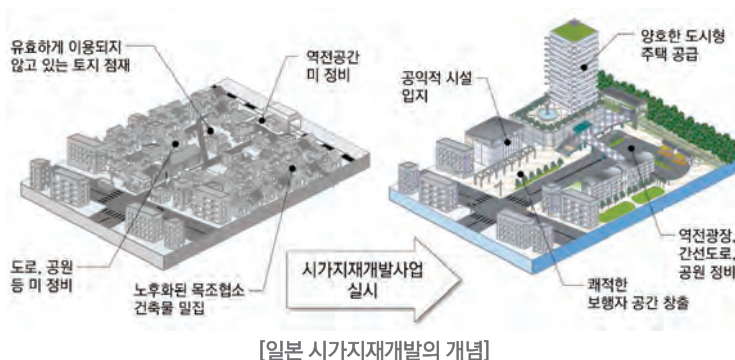 유효하게 이용되지
않고 있는 토지 점재
역전공간
미 정비
도로, 공원
등 미 정비
노후화된 목조협소
건축물 밀집
시가지재개발사업
실시
공익적 시설
입지
양호한 도시형
주택 공급
쾌적한
보행자 공간 창출
역전광장,
간선도로,
공원 정비
[일본 시가지재개발의 개념]